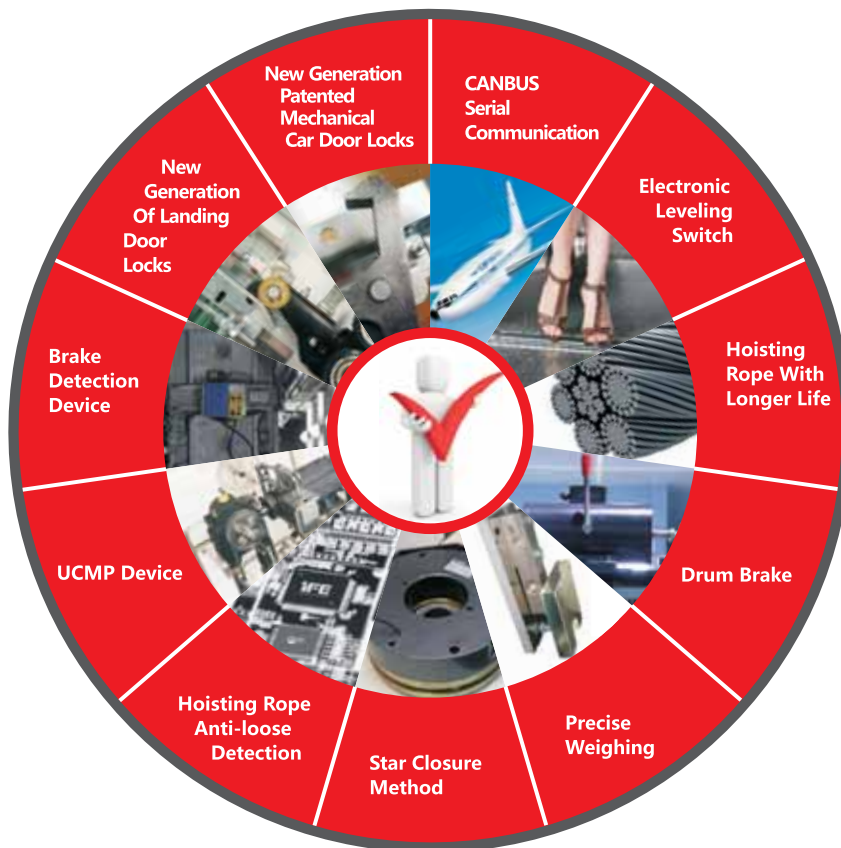 New Generation
Patented
Mechanical
Car Door Locks
CANBUS
Serial
Communication
Electronic
Leveling
Switch
Hoisting
Rope With
Longer Life
Drum Brake
Precise
Weighing
Star Closure
Method
Hoisting Rope
Anti-loose
Detection
UCMP Device
Brake
Detection
Device
New
Generation
Of Landing
Door
Locks